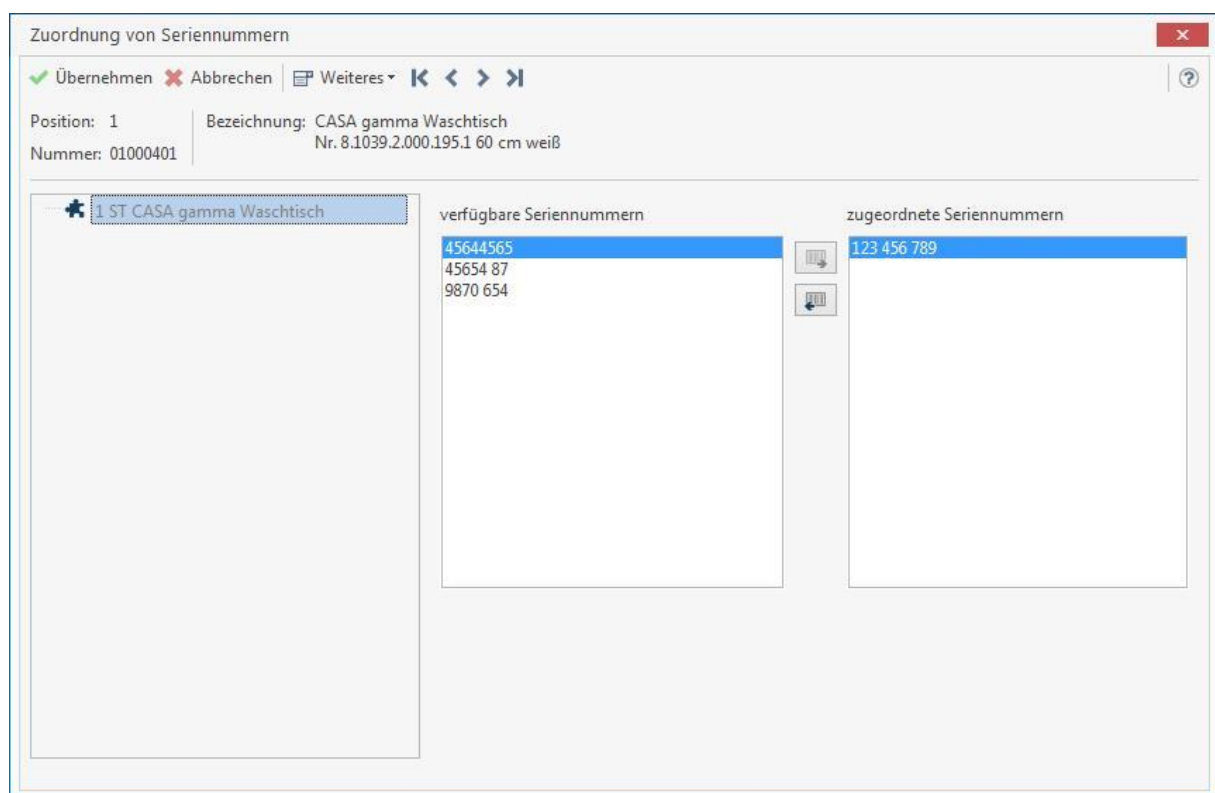 Zuordnung von Seriennummern
Übernehmen Abbrechen Weiteres
Position: 1
Bezeichnung: CASA gamma Waschtisch
Nr. 8.1039.2.000.195.1 60 cm weiß
Nummer: 01000401
1 ST CASA gamma Waschtisch
verfügbare Seriennummern
45644565
45654 87
9870 654
zugeordnete Seriennummern
123 456 789